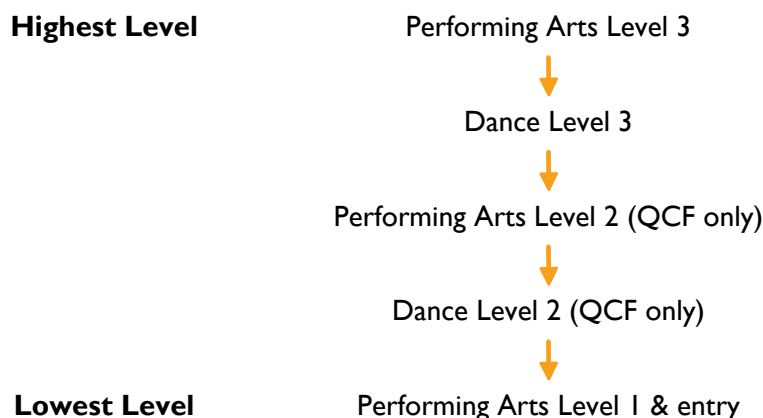 Highest Level Performing Arts Level 3
Dance Level 3
Performing Arts Level 2 (QCF only)
Dance Level 2 (QCF only)
Lowest Level Performing Arts Level 1 & entry